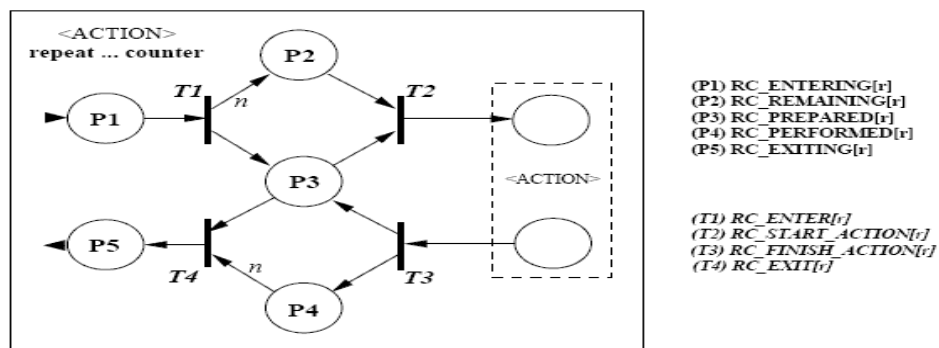 <ACTION>
repeat ... counter
P2
T1
n
T2
P1
P3
<ACTION>
P5
T4
n
T3
P4
(P1) RC_ENTERING[r]
(P2) RC_REMAINING[r]
(P3) RC_PREPARED[r]
(P4) RC_PERFORMED[r]
(P5) RC_EXITING[r]
(T1) RC_ENTER[r]
(T2) RC_START_ACTION[r]
(T3) RC_FINISH_ACTION[r]
(T4) RC_EXIT[r]